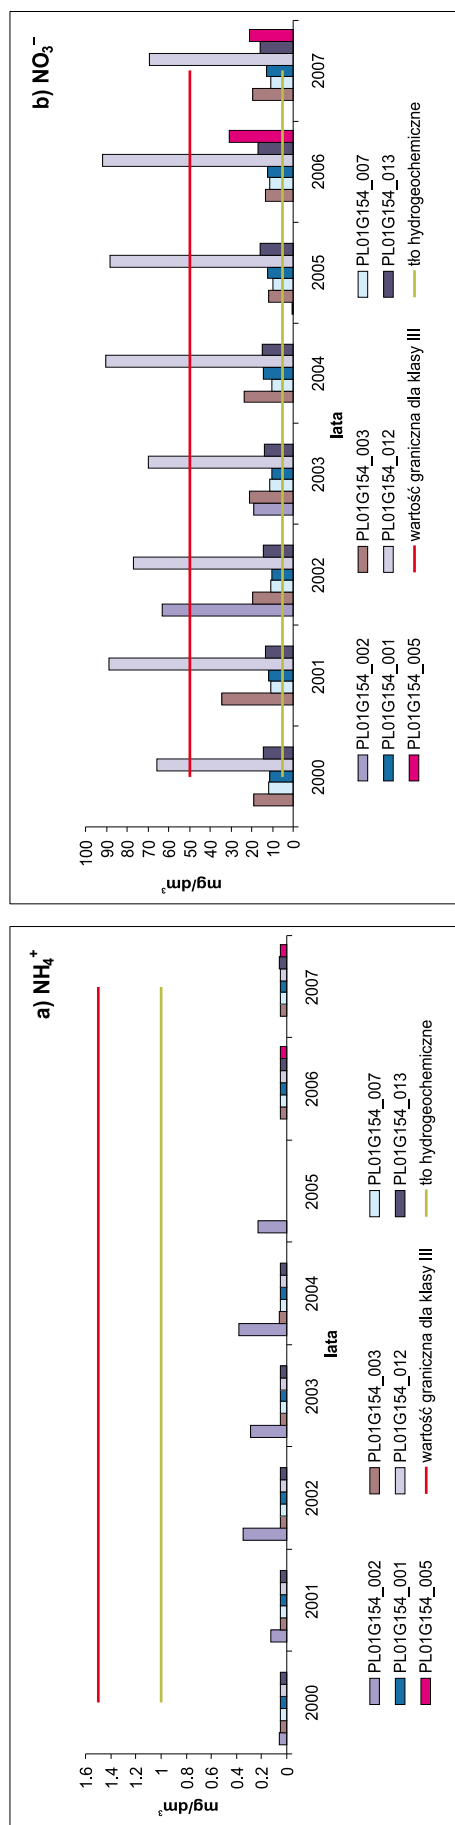 a) NH₄⁺
mg/dm³
1.6
1.4
1.2
1
0.8
0.6
0.4
0.2
0
2000 2001 2002 2003 2004 2005 2006 2007
lata
PL01G154_002 PL01G154_003 PL01G154_007
PL01G154_001 PL01G154_012 PL01G154_013
PL01G154_005 wartość graniczna dla klasy III tło hydrogeochemiczne
b) NO₃⁻
mg/dm³
100
90
80
70
60
50
40
30
20
10
0
2000 2001 2002 2003 2004 2005 2006 2007
lata
PL01G154_002 PL01G154_003 PL01G154_007
PL01G154_001 PL01G154_012 PL01G154_013
PL01G154_005 wartość graniczna dla klasy III tło hydrogeochemiczne